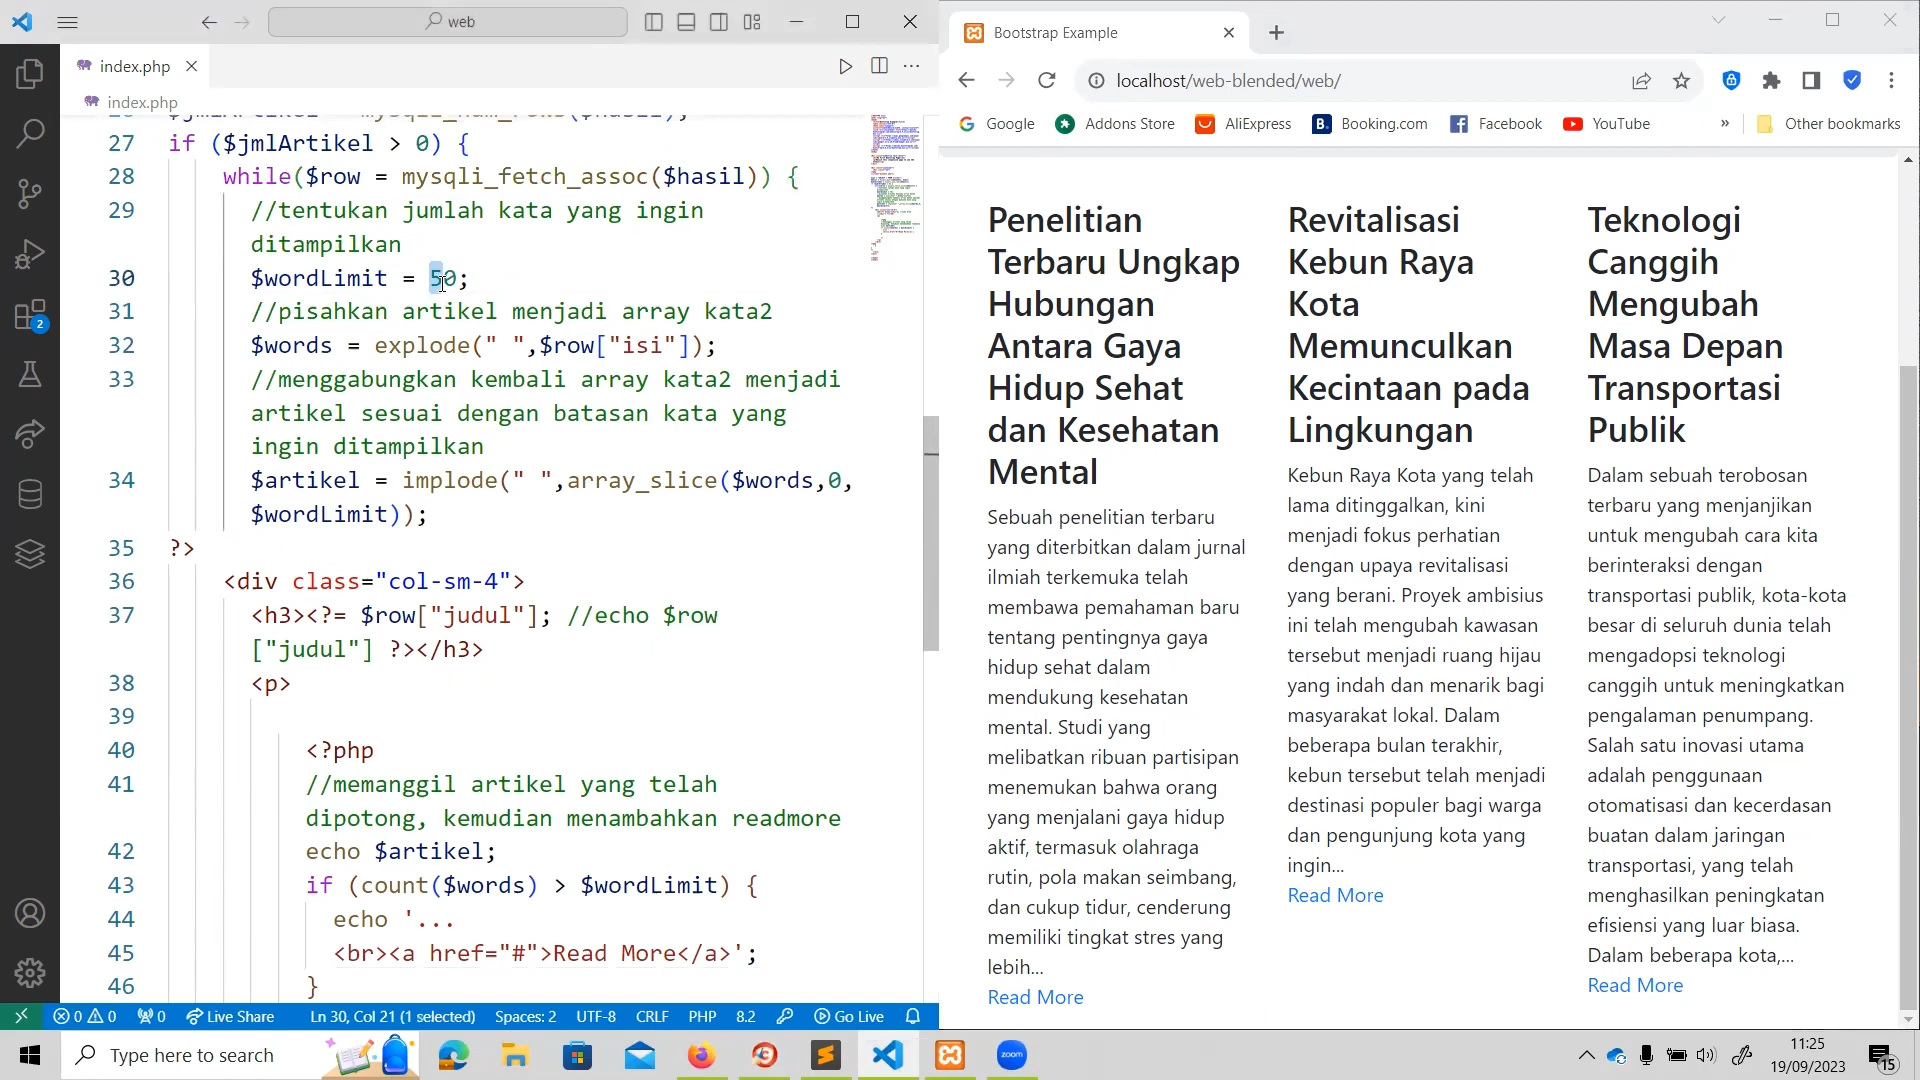 web
index.php
index.php
27 if ($jmlArtikel > 0) {
28 while($row = mysqli_fetch_assoc($hasil)) {
29 //tentukan jumlah kata yang ingin
ditampilkan
30 $wordLimit = 50;
31 //pisahkan artikel menjadi array kata2
32 $words = explode(" ",$row["isi"]);
33 //menggabungkan kembali array kata2 menjadi
artikel sesuai dengan batasan kata yang
ingin ditampilkan
34 $artikel = implode(" ",array_slice($words,0,
$wordLimit));
35 ?>
36 <div class="col-sm-4">
37 <h3><?= $row["judul"]; //echo $row
["judul"] ?></h3>
38 <p>
39
40 <?php
41 //memanggil artikel yang telah
dipotong, kemudian menambahkan readmore
42 echo $artikel;
43 if (count($words) > $wordLimit) {
44 echo '...
45 <br><a href="#">Read More</a>';
46 }
2
0 0 0 Live Share Ln 30, Col 21 (1 selected) Spaces: 2 UTF-8 CRLF PHP 8.2 Go Live
Bootstrap Example
localhost/web-blended/web/
Google Addons Store AliExpress B. Booking.com Facebook YouTube » Other bookmarks
Penelitian
Terbaru Ungkap
Hubungan
Antara Gaya
Hidup Sehat
dan Kesehatan
Mental
Sebuah penelitian terbaru
yang diterbitkan dalam jurnal
ilmiah terkemuka telah
membawa pemahaman baru
tentang pentingnya gaya
hidup sehat dalam
mendukung kesehatan
mental. Studi yang
melibatkan ribuan partisipan
menemukan bahwa orang
yang menjalani gaya hidup
aktif, termasuk olahraga
rutin, pola makan seimbang,
dan cukup tidur, cenderung
memiliki tingkat stres yang
lebih...
Read More
Revitalisasi
Kebun Raya
Kota
Memunculkan
Kecintaan pada
Lingkungan
Kebun Raya Kota yang telah
lama ditinggalkan, kini
menjadi fokus perhatian
dengan upaya revitalisasi
yang berani. Proyek ambisius
ini telah mengubah kawasan
tersebut menjadi ruang hijau
yang indah dan menarik bagi
masyarakat lokal. Dalam
beberapa bulan terakhir,
kebun tersebut telah menjadi
destinasi populer bagi warga
dan pengunjung kota yang
ingin...
Read More
Teknologi
Canggih
Mengubah
Masa Depan
Transportasi
Publik
Dalam sebuah terobosan
terbaru yang menjanjikan
untuk mengubah cara kita
berinteraksi dengan
transportasi publik, kota-kota
besar di seluruh dunia telah
mengadopsi teknologi
canggih untuk meningkatkan
pengalaman penumpang.
Salah satu inovasi utama
adalah penggunaan
otomatisasi dan kecerdasan
buatan dalam jaringan
transportasi, yang telah
menghasilkan peningkatan
efisiensi yang luar biasa.
Dalam beberapa kota,...
Read More
Type here to search
zoom
11:25
19/09/2023
15